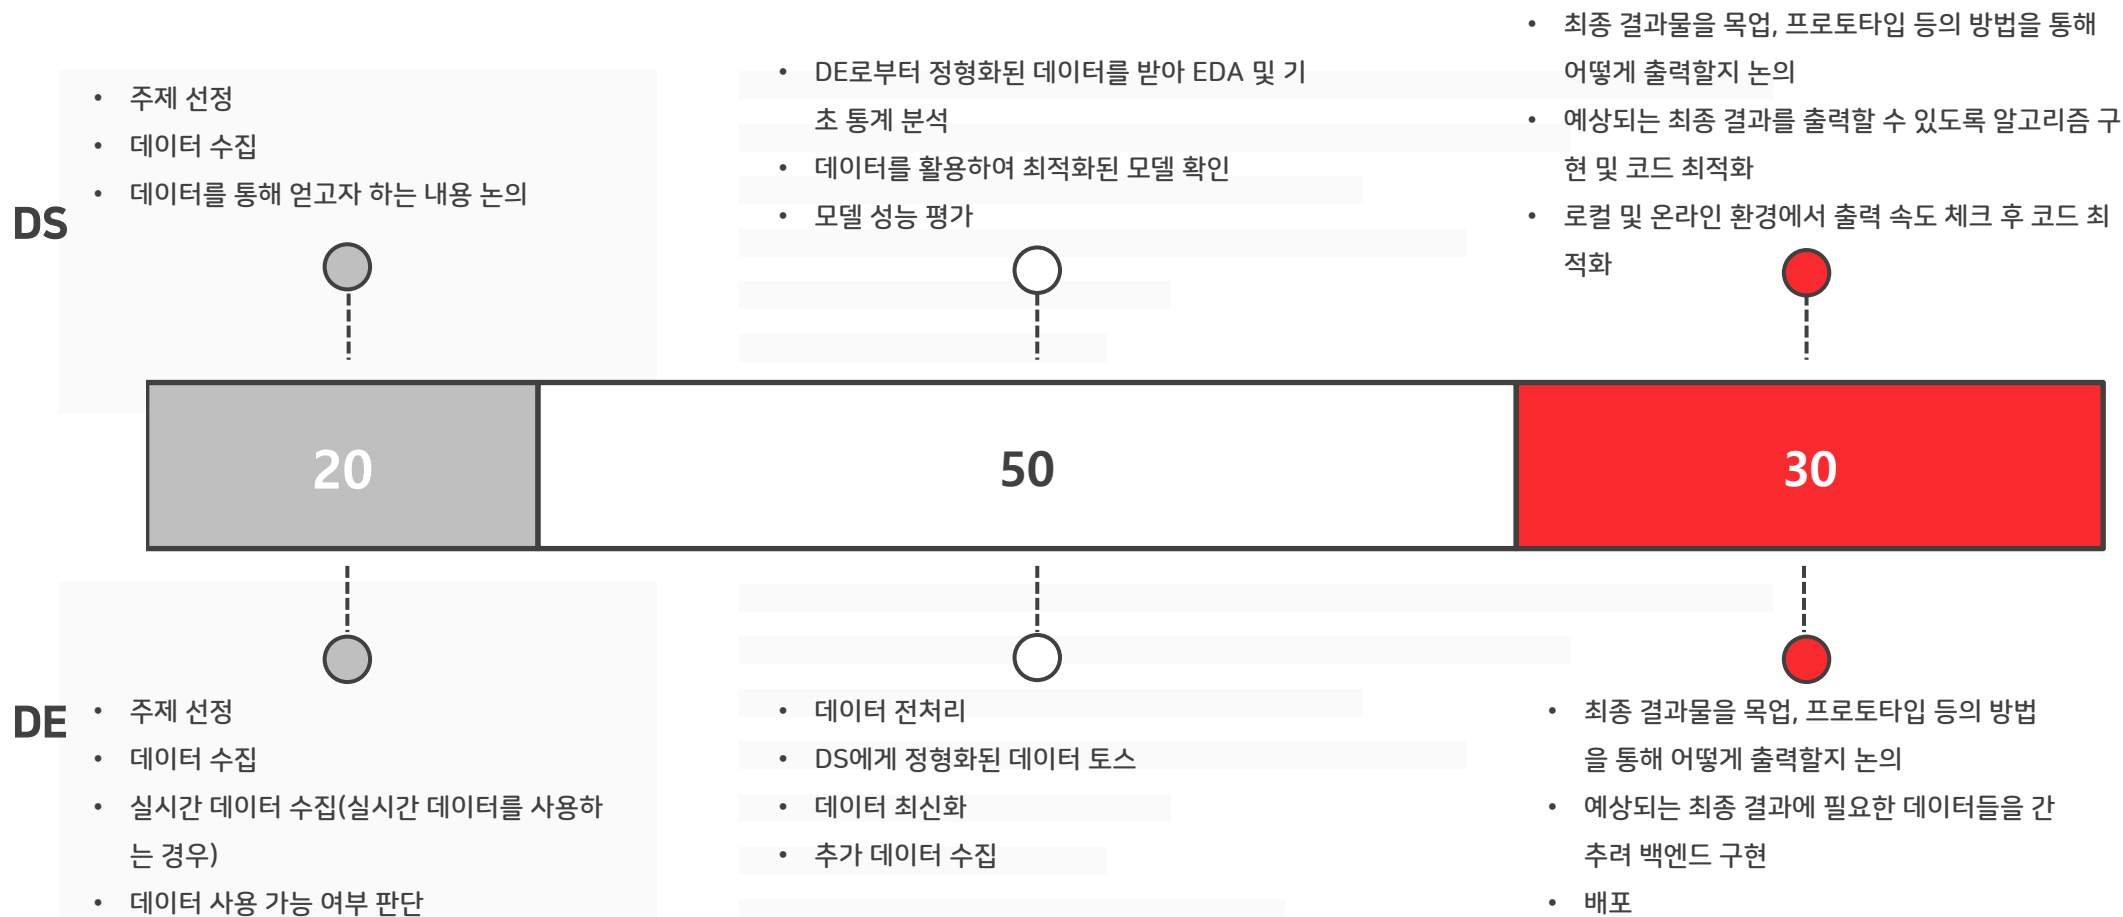 DS
• 주제 선정
• 데이터 수집
• 데이터를 통해 얻고자 하는 내용 논의
• DE로부터 정형화된 데이터를 받아 EDA 및 기
초 통계 분석
• 데이터를 활용하여 최적화된 모델 확인
• 모델 성능 평가
• 최종 결과물을 목업, 프로토타입 등의 방법을 통해
어떻게 출력할지 논의
• 예상되는 최종 결과를 출력할 수 있도록 알고리즘 구
현 및 코드 최적화
• 로컬 및 온라인 환경에서 출력 속도 체크 후 코드 최
적화
20
50
30
DE
• 주제 선정
• 데이터 수집
• 실시간 데이터 수집(실시간 데이터를 사용하
는 경우)
• 데이터 사용 가능 여부 판단
• 데이터 전처리
• DS에게 정형화된 데이터 토스
• 데이터 최신화
• 추가 데이터 수집
• 최종 결과물을 목업, 프로토타입 등의 방법
을 통해 어떻게 출력할지 논의
• 예상되는 최종 결과에 필요한 데이터들을 간
추려 백엔드 구현
• 배포